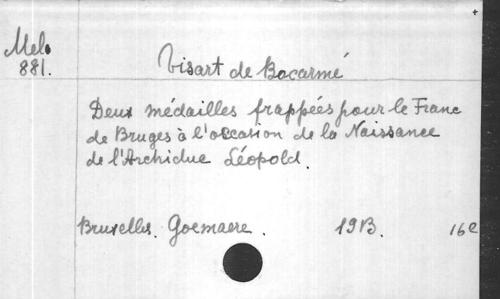 Mel.
881.
Visart de Bocarmé
Deux médailles frappées pour le Franc
de Bruges à l'occasion de la Naissance
de l'Archiduc Léopold.
Bruxelles. Goemaere. 1913. 16